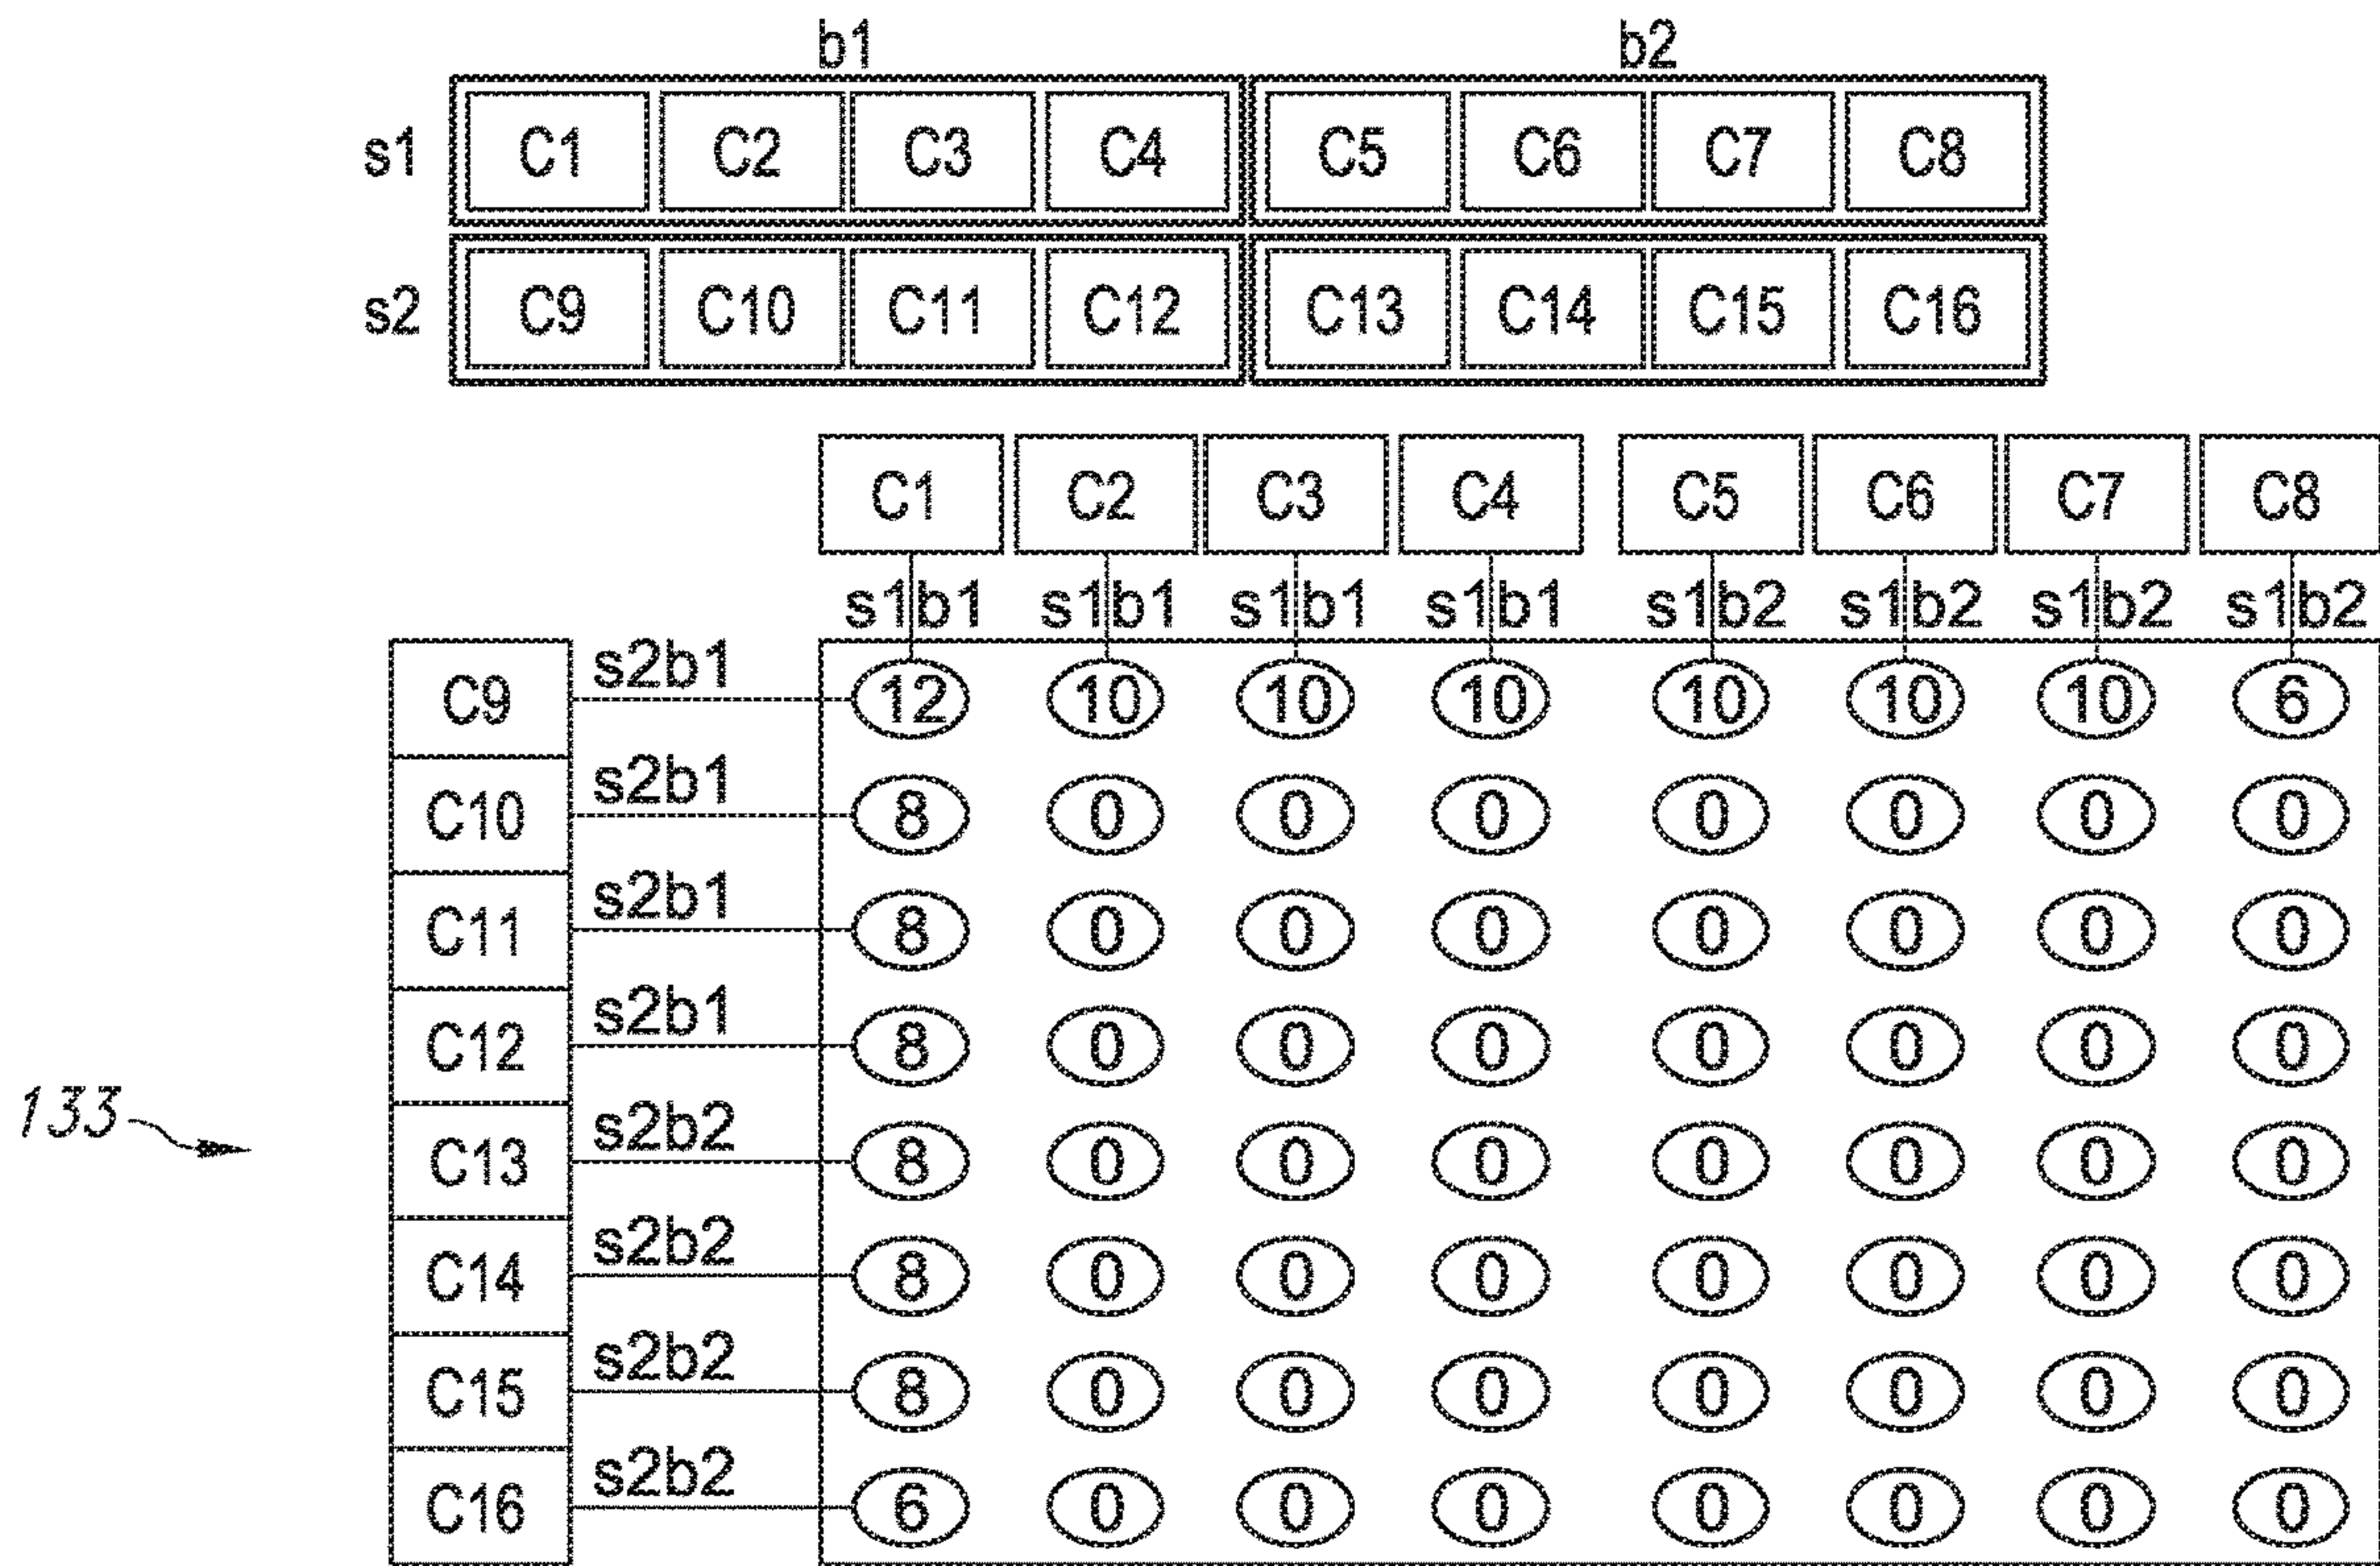 b1 b2
s1 C1 C2 C3 C4 C5 C6 C7 C8
s2 C9 C10 C11 C12 C13 C14 C15 C16
C1 C2 C3 C4 C5 C6 C7 C8
s1b1 s1b1 s1b1 s1b1 s1b2 s1b2 s1b2 s1b2
C9 s2b1 12 10 10 10 10 10 10 6
C10 s2b1 8 0 0 0 0 0 0 0
C11 s2b1 8 0 0 0 0 0 0 0
C12 s2b1 8 0 0 0 0 0 0 0
133
C13 s2b2 8 0 0 0 0 0 0 0
C14 s2b2 8 0 0 0 0 0 0 0
C15 s2b2 8 0 0 0 0 0 0 0
C16 s2b2 6 0 0 0 0 0 0 0